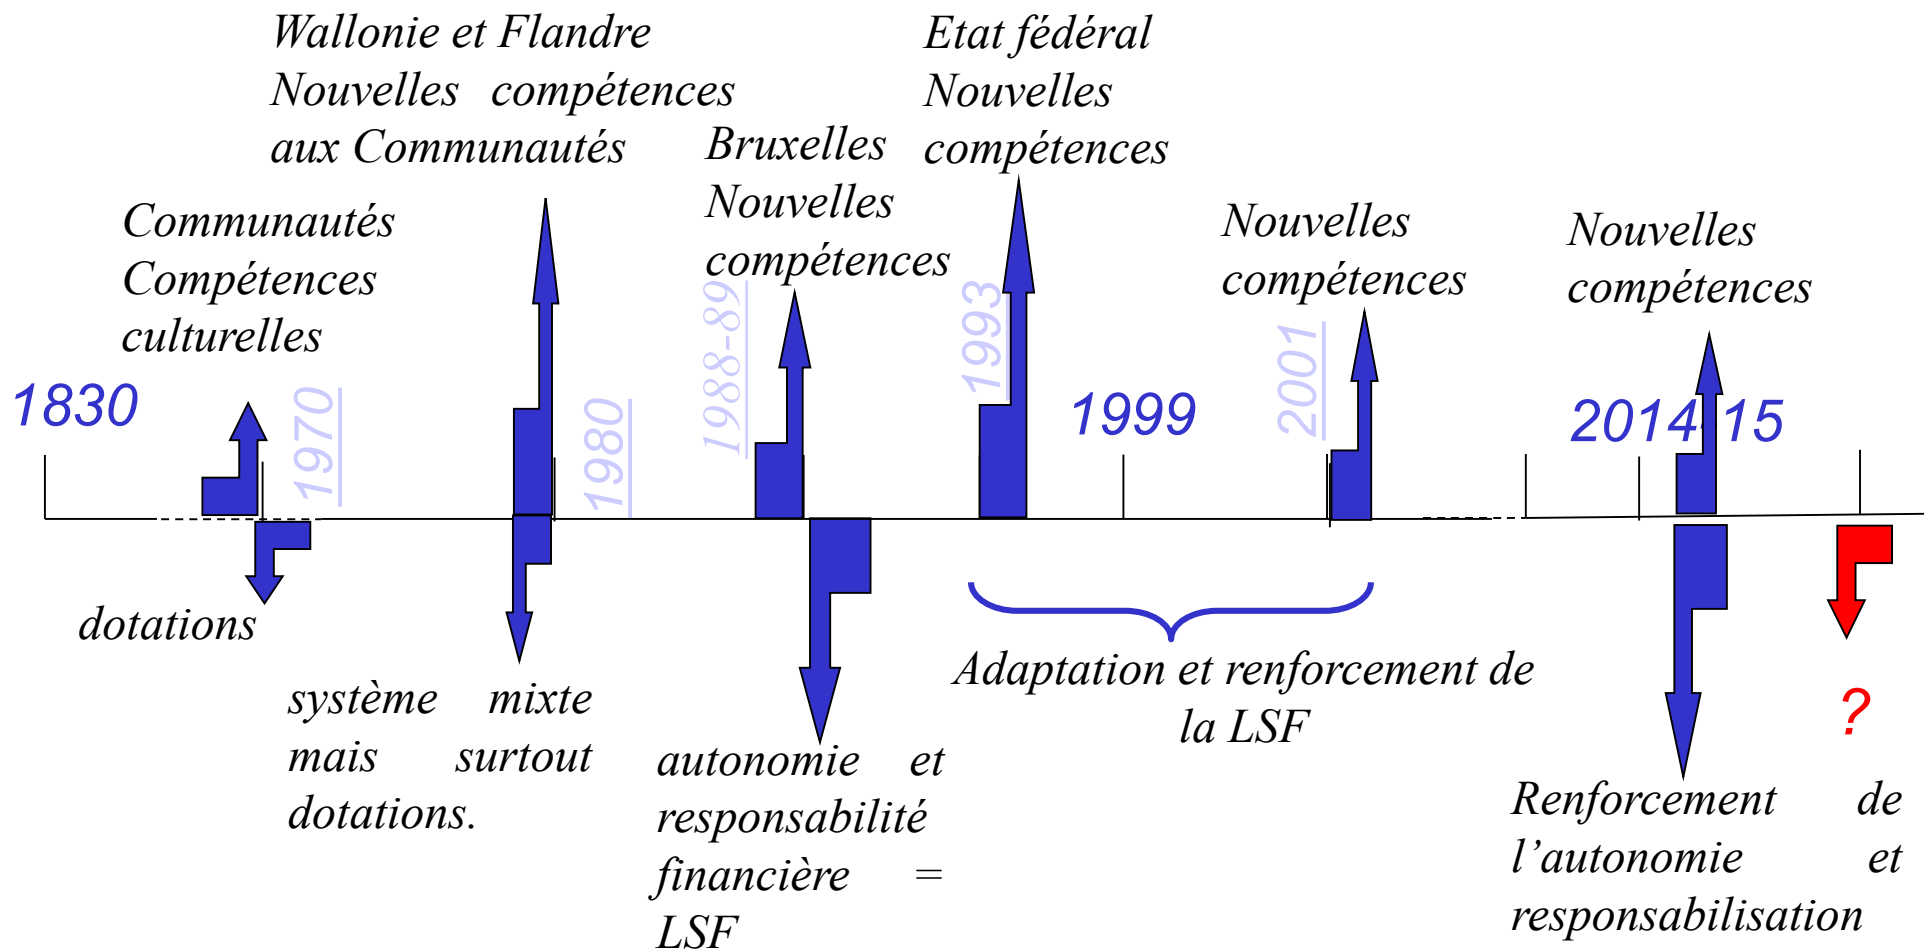 Wallonie et Flandre
Nouvelles compétences
aux Communautés
Etat fédéral
Nouvelles
compétences
Bruxelles
Nouvelles
compétences
Communautés
Compétences
culturelles
Nouvelles
compétences
Nouvelles
compétences
1830
1970
1980
1988-89
1993
1999
2001
2014-15
dotations
système mixte
mais surtout
dotations.
autonomie et
responsabilité
financière =
LSF
Adaptation et renforcement de
la LSF
Renforcement de
l’autonomie et
responsabilisation
?